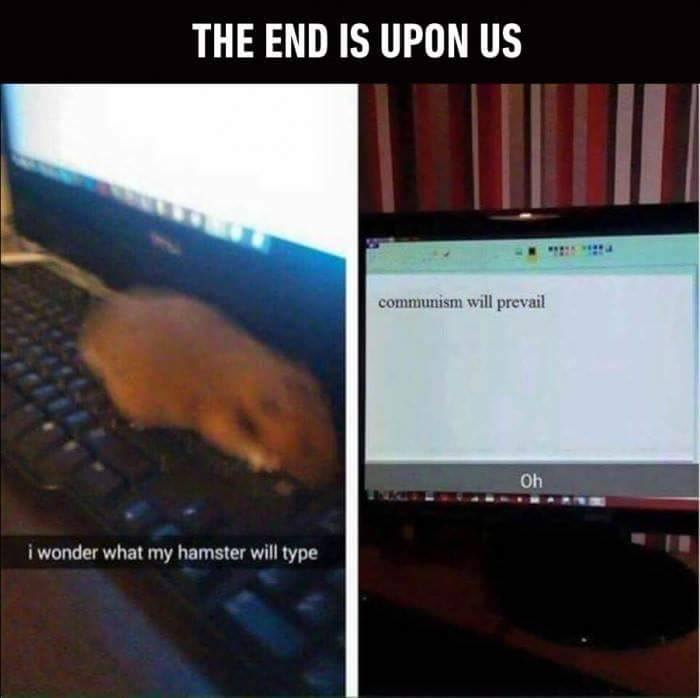 THE END IS UPON US
i wonder what my hamster will type
communism will prevail
Oh